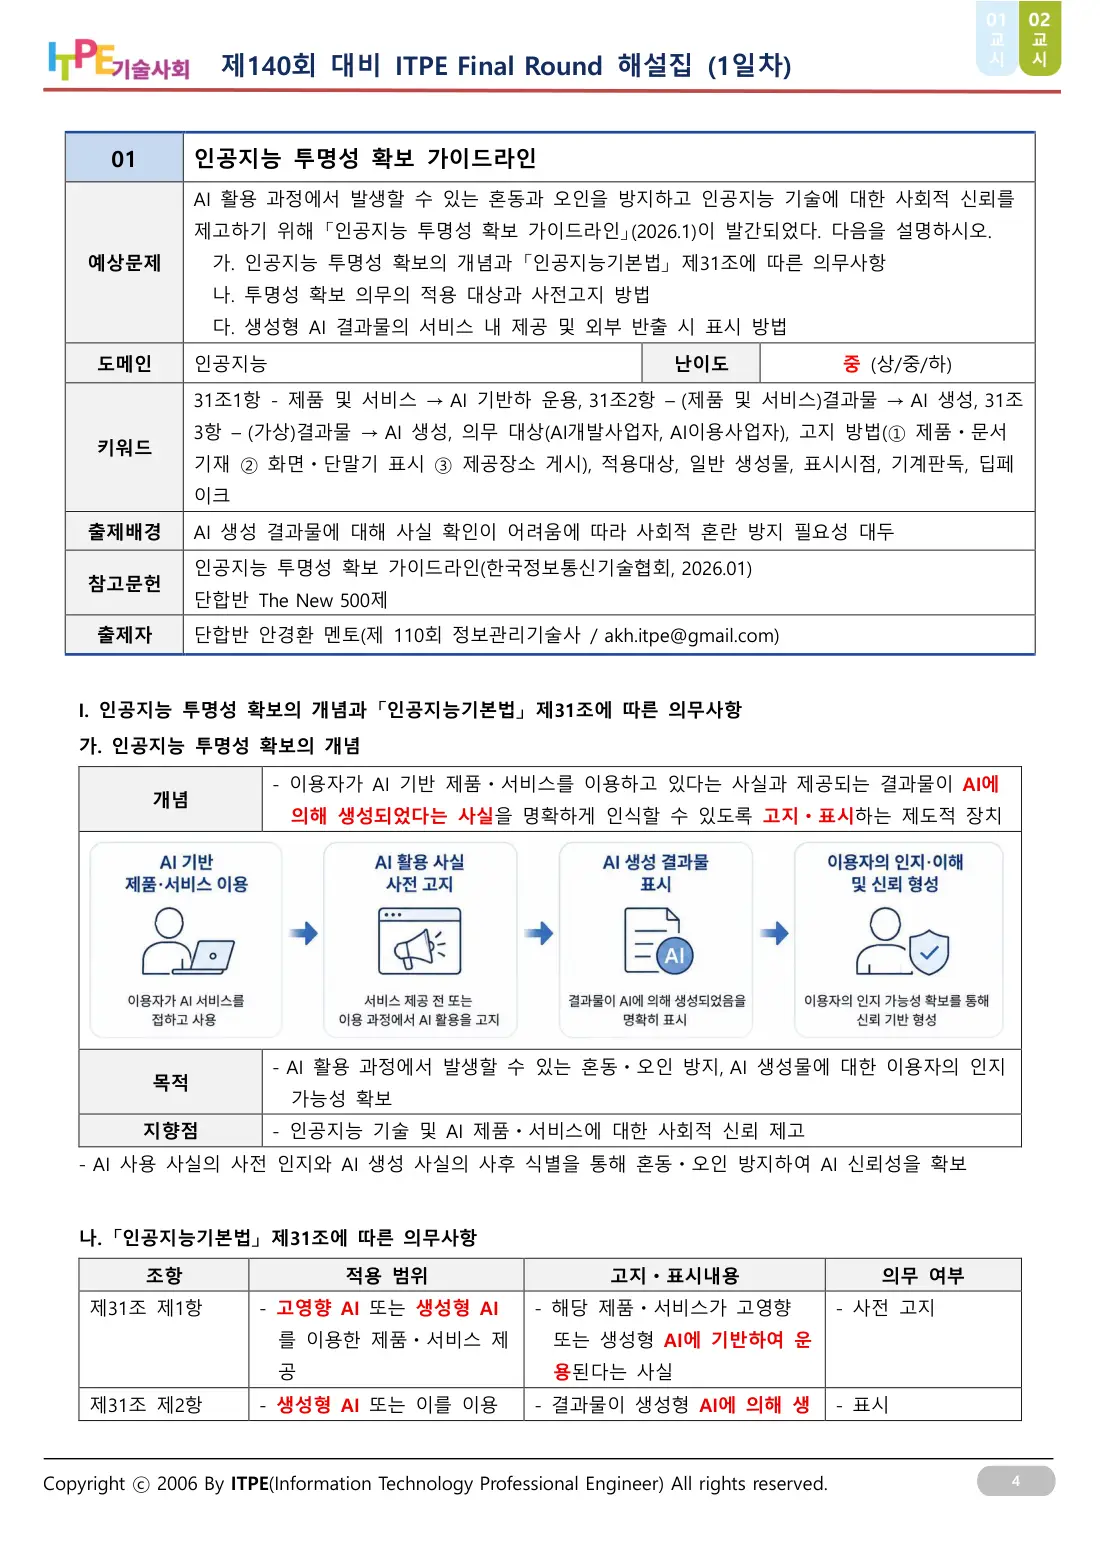 01
교
시
02
교
시
ITPE기술사회 제140회 대비 ITPE Final Round 해설집 (1일차)
01 인공지능 투명성 확보 가이드라인
예상문제
AI 활용 과정에서 발생할 수 있는 혼동과 오인을 방지하고 인공지능 기술에 대한 사회적 신뢰를
제고하기 위해 「인공지능 투명성 확보 가이드라인」(2026.1)이 발간되었다. 다음을 설명하시오.
가. 인공지능 투명성 확보의 개념과 「인공지능기본법」 제31조에 따른 의무사항
나. 투명성 확보 의무의 적용 대상과 사전고지 방법
다. 생성형 AI 결과물의 서비스 내 제공 및 외부 반출 시 표시 방법
도메인 인공지능 난이도 중 (상/중/하)
키워드
31조1항 - 제품 및 서비스 → AI 기반하 운용, 31조2항 – (제품 및 서비스)결과물 → AI 생성, 31조
3항 – (가상)결과물 → AI 생성, 의무 대상(AI개발사업자, AI이용사업자), 고지 방법(① 제품・문서
기재 ② 화면・단말기 표시 ③ 제공장소 게시), 적용대상, 일반 생성물, 표시시점, 기계판독, 딥페
이크
출제배경 AI 생성 결과물에 대해 사실 확인이 어려움에 따라 사회적 혼란 방지 필요성 대두
참고문헌
인공지능 투명성 확보 가이드라인(한국정보통신기술협회, 2026.01)
단합반 The New 500제
출제자 단합반 안경환 멘토(제 110회 정보관리기술사 / akh.itpe@gmail.com)
I. 인공지능 투명성 확보의 개념과 「인공지능기본법」 제31조에 따른 의무사항
가. 인공지능 투명성 확보의 개념
개념
- 이용자가 AI 기반 제품・서비스를 이용하고 있다는 사실과 제공되는 결과물이 AI에
의해 생성되었다는 사실을 명확하게 인식할 수 있도록 고지・표시하는 제도적 장치
AI 기반
제품·서비스 이용
이용자가 AI 서비스를
접하고 사용
AI 활용 사실
사전 고지
서비스 제공 전 또는
이용 과정에서 AI 활용을 고지
AI 생성 결과물
표시
AI
결과물이 AI에 의해 생성되었음을
명확히 표시
이용자의 인지·이해
및 신뢰 형성
이용자의 인지 가능성 확보를 통해
신뢰 기반 형성
목적
- AI 활용 과정에서 발생할 수 있는 혼동・오인 방지, AI 생성물에 대한 이용자의 인지
가능성 확보
지향점 - 인공지능 기술 및 AI 제품・서비스에 대한 사회적 신뢰 제고
- AI 사용 사실의 사전 인지와 AI 생성 사실의 사후 식별을 통해 혼동・오인 방지하여 AI 신뢰성을 확보
나. 「인공지능기본법」 제31조에 따른 의무사항
조항 적용 범위 고지・표시내용 의무 여부
제31조 제1항 - 고영향 AI 또는 생성형 AI - 해당 제품・서비스가 고영향 - 사전 고지
를 이용한 제품・서비스 제 또는 생성형 AI에 기반하여 운
공 용된다는 사실
제31조 제2항 - 생성형 AI 또는 이를 이용 - 결과물이 생성형 AI에 의해 생 - 표시
Copyright ⓒ 2006 By ITPE(Information Technology Professional Engineer) All rights reserved. 4